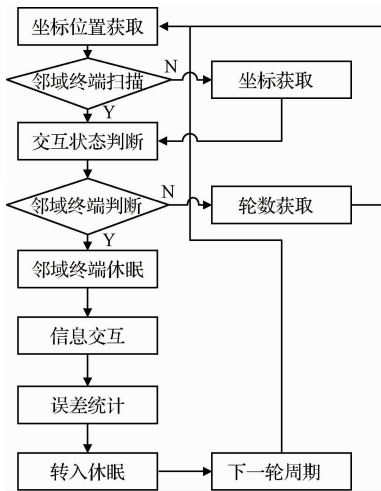 坐标位置获取
邻域终端扫描
N
坐标获取
Y
交互状态判断
邻域终端判断
N
轮数获取
Y
邻域终端休眠
信息交互
误差统计
转入休眠
下一轮周期